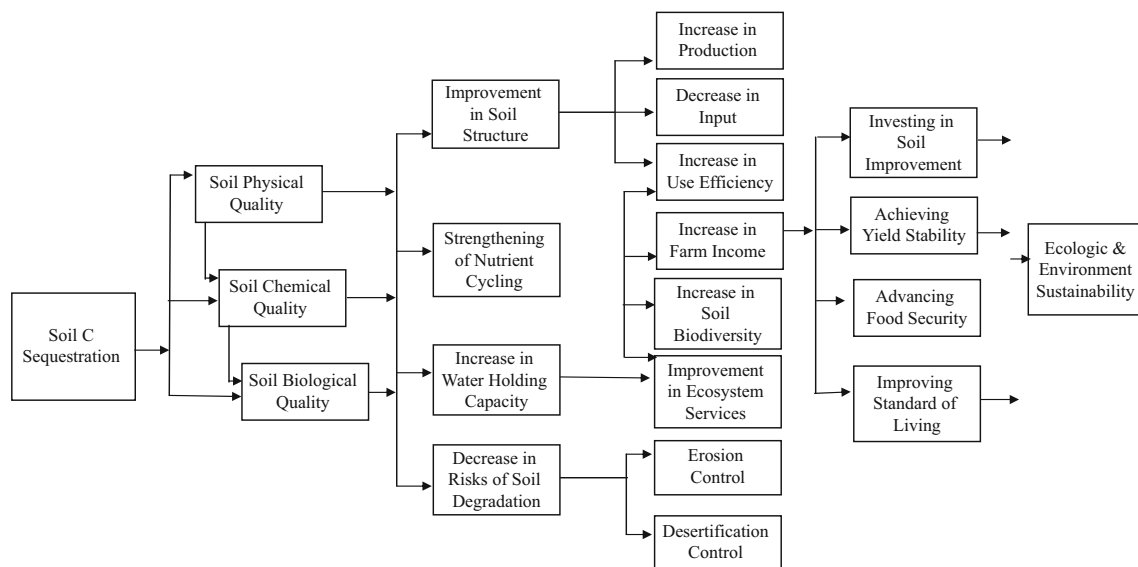 Soil C
Sequestration
Soil Physical
Quality
Soil Chemical
Quality
Soil Biological
Quality
Improvement
in Soil
Structure
Strengthening
of Nutrient
Cycling
Increase in
Water Holding
Capacity
Decrease in
Risks of Soil
Degradation
Increase in
Production
Decrease in
Input
Increase in
Use Efficiency
Increase in
Farm Income
Increase in
Soil
Biodiversity
Improvement
in Ecosystem
Services
Erosion
Control
Desertification
Control
Investing in
Soil
Improvement
Achieving
Yield Stability
Advancing
Food Security
Improving
Standard of
Living
Ecologic &
Environment
Sustainability